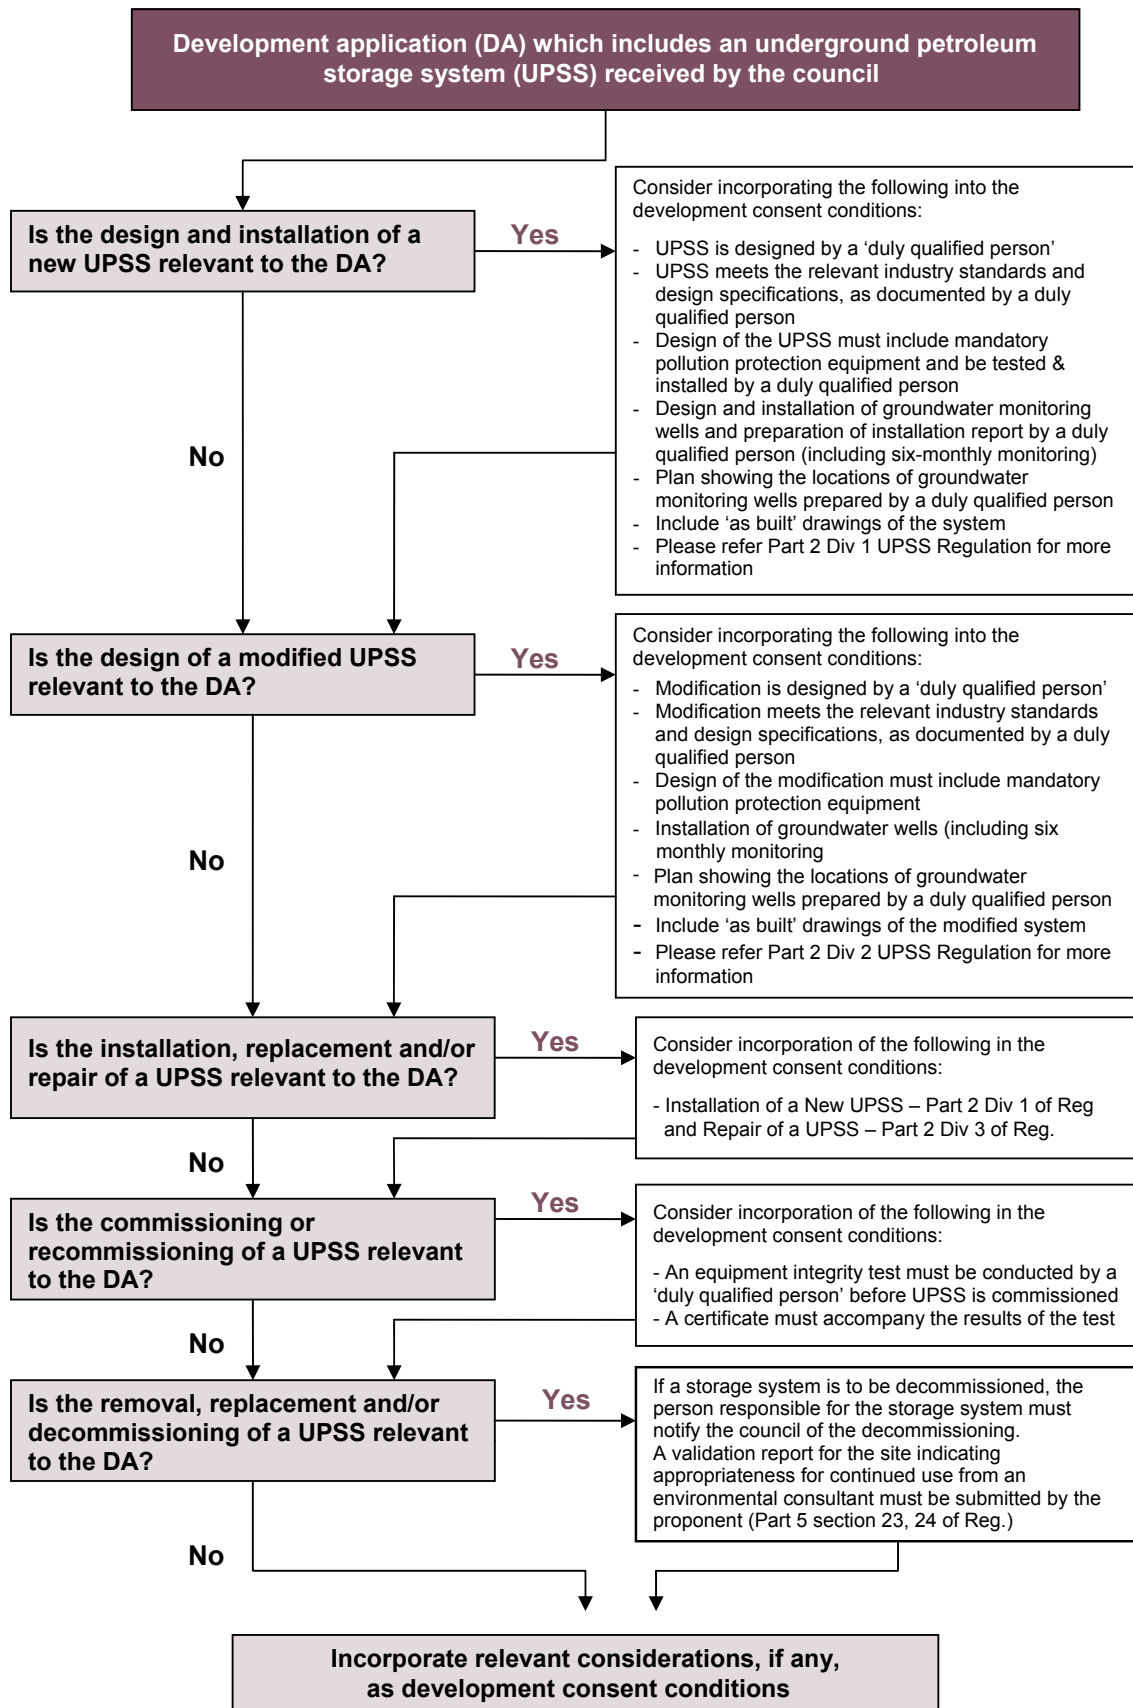 Development application (DA) which includes an underground petroleum
storage system (UPSS) received by the council
Is the design and installation of a
new UPSS relevant to the DA?
Yes
Consider incorporating the following into the
development consent conditions:
- UPSS is designed by a ‘duly qualified person’
- UPSS meets the relevant industry standards and
design specifications, as documented by a duly
qualified person
- Design of the UPSS must include mandatory
pollution protection equipment and be tested &
installed by a duly qualified person
- Design and installation of groundwater monitoring
wells and preparation of installation report by a duly
qualified person (including six-monthly monitoring)
- Plan showing the locations of groundwater
monitoring wells prepared by a duly qualified person
- Include ‘as built’ drawings of the system
- Please refer Part 2 Div 1 UPSS Regulation for more
information
No
Is the design of a modified UPSS
relevant to the DA?
Yes
Consider incorporating the following into the
development consent conditions:
- Modification is designed by a ‘duly qualified person’
- Modification meets the relevant industry standards
and design specifications, as documented by a duly
qualified person
- Design of the modification must include mandatory
pollution protection equipment
- Installation of groundwater wells (including six
monthly monitoring
- Plan showing the locations of groundwater
monitoring wells prepared by a duly qualified person
- Include ‘as built’ drawings of the modified system
- Please refer Part 2 Div 2 UPSS Regulation for more
information
No
Is the installation, replacement and/or
repair of a UPSS relevant to the DA?
Yes
Consider incorporation of the following in the
development consent conditions:
- Installation of a New UPSS – Part 2 Div 1 of Reg
and Repair of a UPSS – Part 2 Div 3 of Reg.
No
Is the commissioning or
recommissioning of a UPSS relevant
to the DA?
Yes
Consider incorporation of the following in the
development consent conditions:
- An equipment integrity test must be conducted by a
‘duly qualified person’ before UPSS is commissioned
- A certificate must accompany the results of the test
No
Is the removal, replacement and/or
decommissioning of a UPSS relevant
to the DA?
Yes
If a storage system is to be decommissioned, the
person responsible for the storage system must
notify the council of the decommissioning.
A validation report for the site indicating
appropriateness for continued use from an
environmental consultant must be submitted by the
proponent (Part 5 section 23, 24 of Reg.)
No
Incorporate relevant considerations, if any,
as development consent conditions